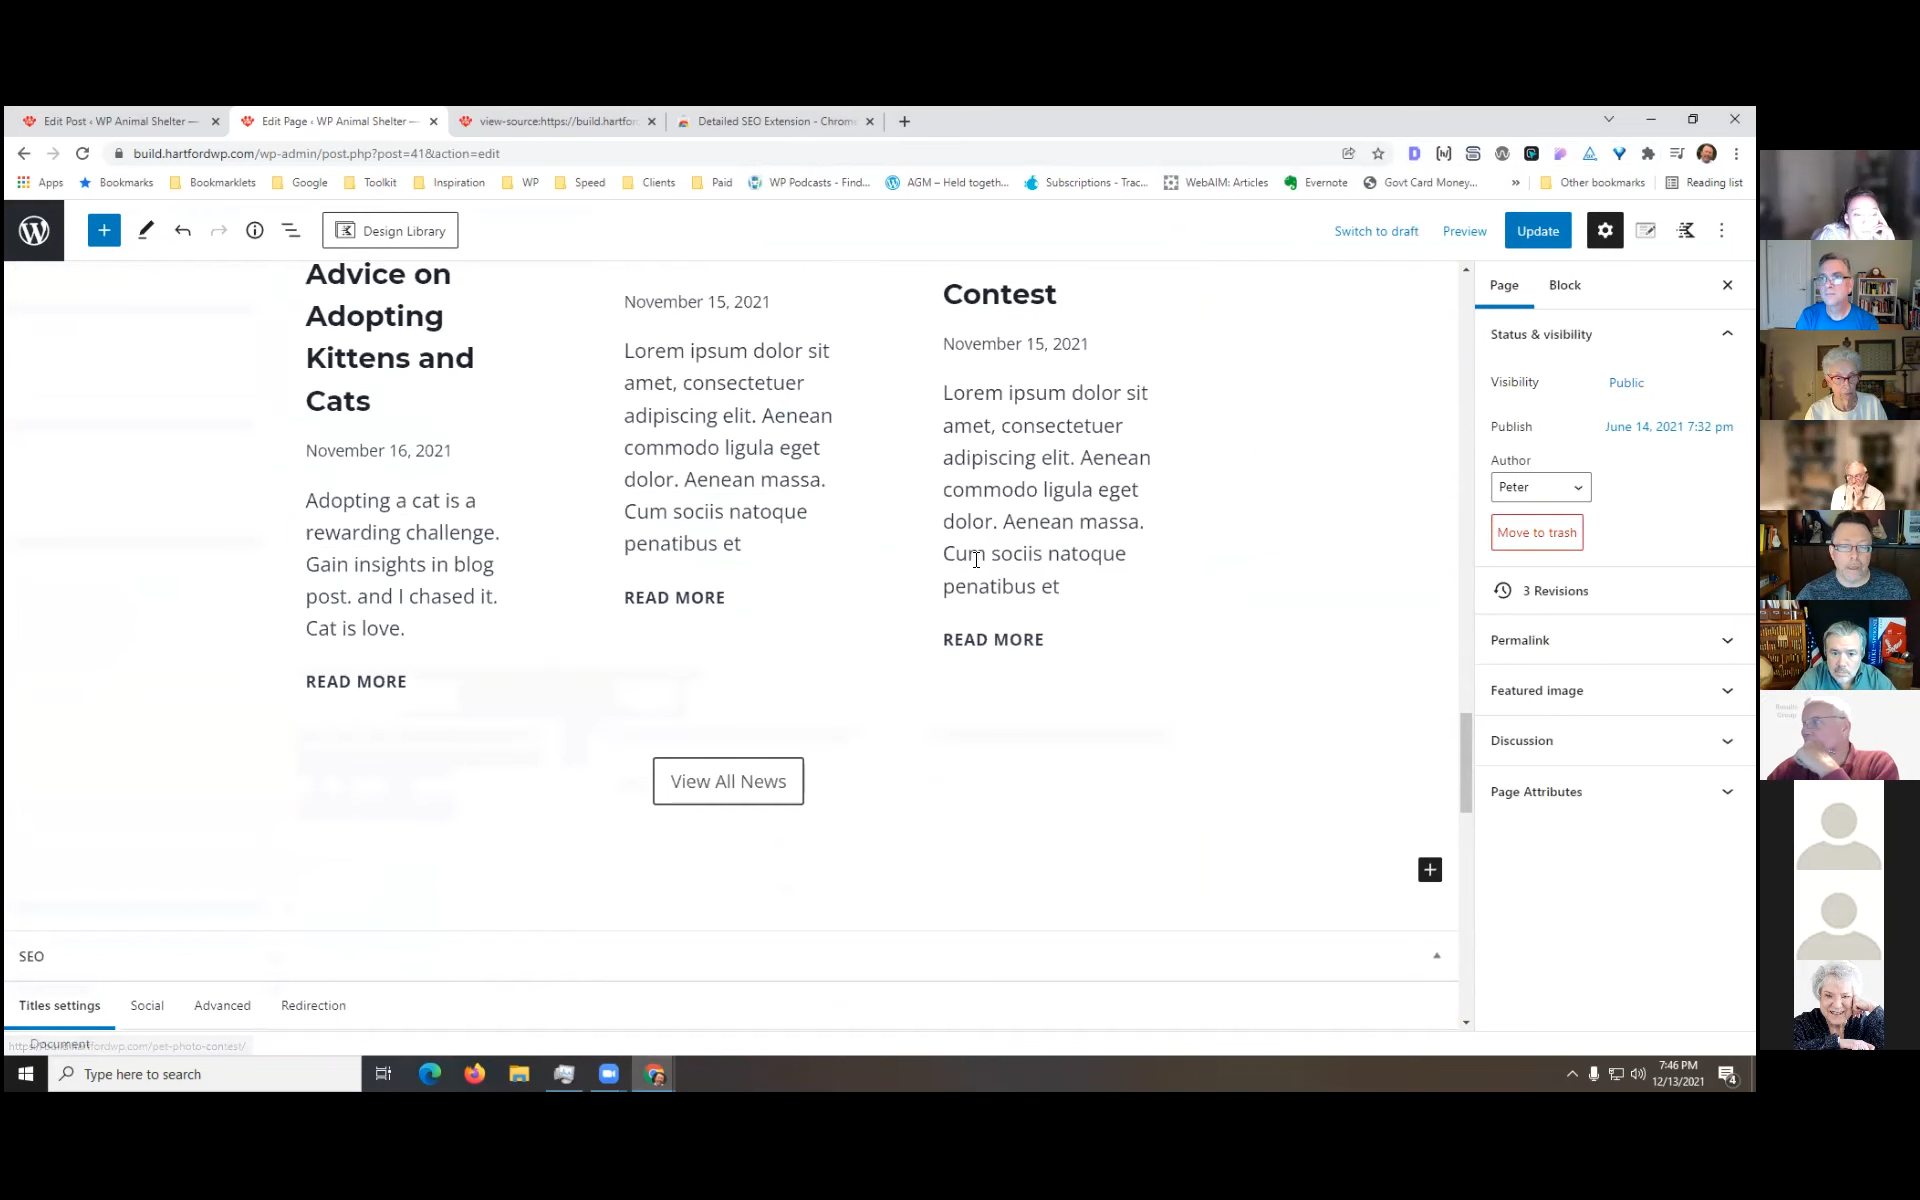 Edit Post ‹ WP Animal Shelter —
Edit Page ‹ WP Animal Shelter —
view-source:https://build.hartfor
Detailed SEO Extension - Chrom
build.hartfordwp.com/wp-admin/post.php?post=41&action=edit
Apps
Bookmarks
Bookmarklets
Google
Toolkit
Inspiration
WP
Speed
Clients
Paid
WP Podcasts - Find...
AGM – Held togeth...
Subscriptions - Trac...
WebAIM: Articles
Evernote
Govt Card Money...
»
Other bookmarks
Reading list
Design Library
Switch to draft
Preview
Update
Advice on
Adopting
Kittens and
Cats
November 16, 2021
Adopting a cat is a
rewarding challenge.
Gain insights in blog
post. and I chased it.
Cat is love.
READ MORE
November 15, 2021
Lorem ipsum dolor sit
amet, consectetuer
adipiscing elit. Aenean
commodo ligula eget
dolor. Aenean massa.
Cum sociis natoque
penatibus et
READ MORE
Contest
November 15, 2021
Lorem ipsum dolor sit
amet, consectetuer
adipiscing elit. Aenean
commodo ligula eget
dolor. Aenean massa.
Cum sociis natoque
penatibus et
READ MORE
View All News
Page
Block
Status & visibility
Visibility
Public
Publish
June 14, 2021 7:32 pm
Author
Peter
Move to trash
3 Revisions
Permalink
Featured image
Discussion
Page Attributes
SEO
Titles settings
Social
Advanced
Redirection
Document
fordwp.com/pet-photo-contest/
Type here to search
7:46 PM
12/13/2021
4
Results
Group